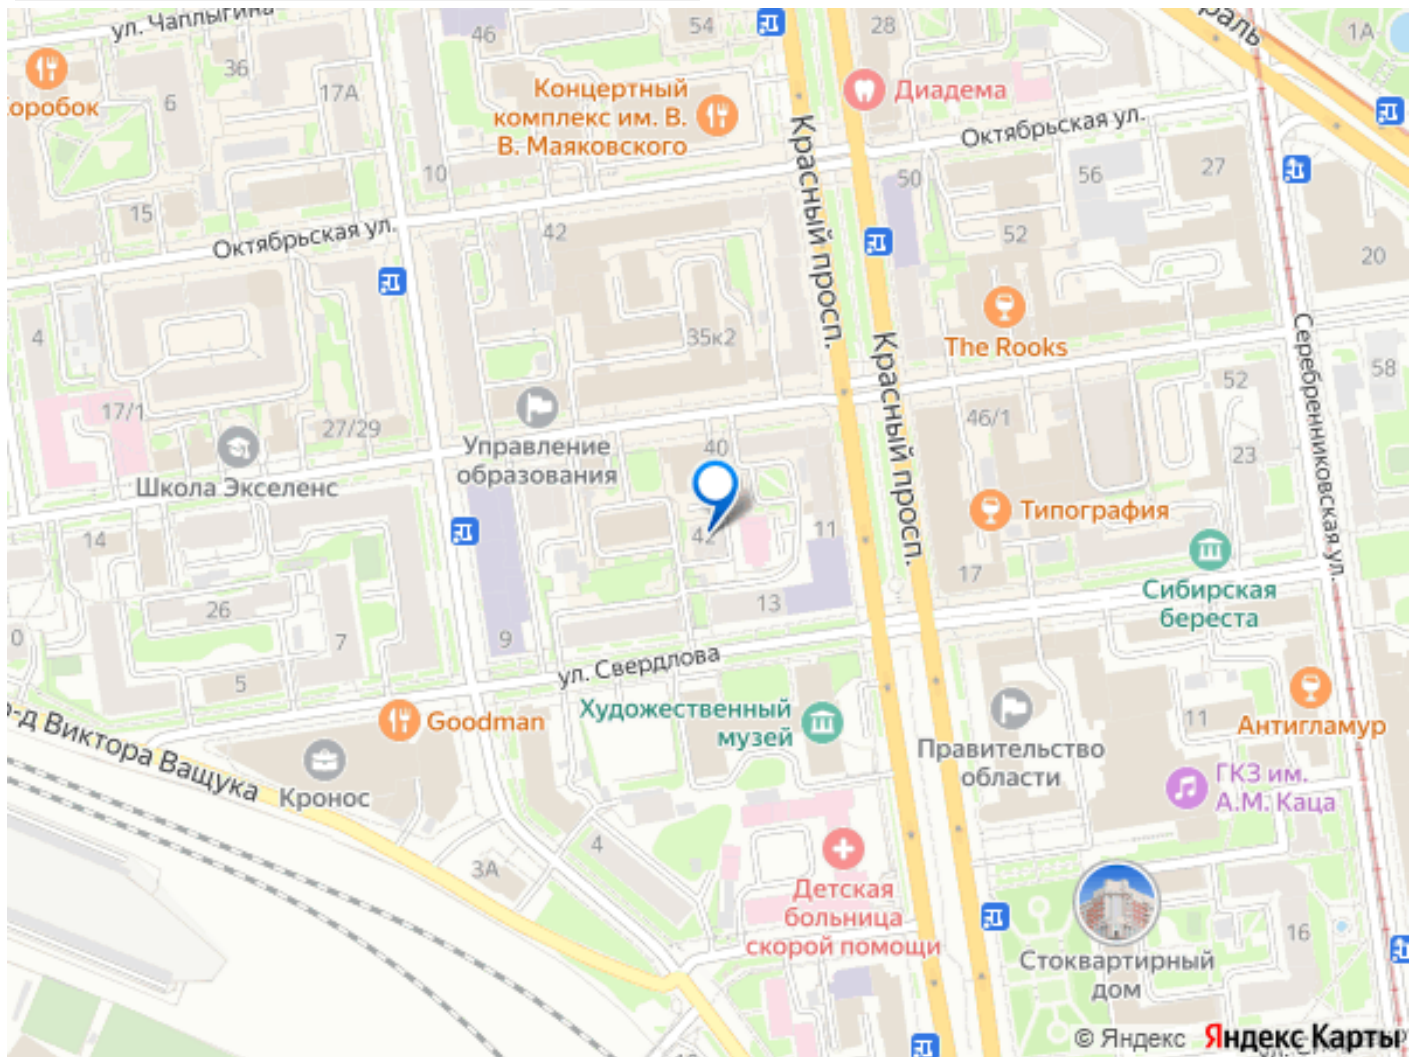 ул. Чаплыгина
46
54
28
раль
1А
36
17А
6
оробок
Концертный
комплекс им. В.
В. Маяковского
Диадема
Октябрьская ул.
Красный просп.
10
50
56
27
15
Октябрьская ул.
42
52
20
4
35к2
The Rooks
Красный просп.
Серебренниковская ул.
58
52
17/1
27/29
Управление
образования
40
46/1
23
Школа Экселенс
Типография
14
42
11
17
Сибирская
береста
26
13
0
7
9
5
ул. Свердлова
р-д Виктора Ващука
Goodman
Художественный
музей
Правительство
области
11
Антигламур
Кронос
ГКЗ им.
А.М. Каца
4
3А
Детская
больница
скорой помощи
16
Стоквартирный
дом
© Яндекс Яндекс Карты